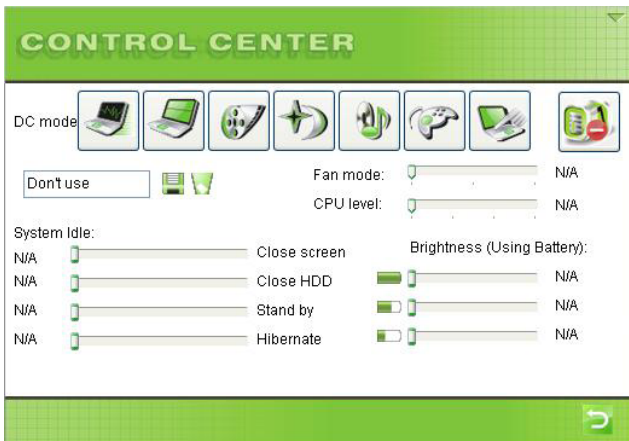 CONTROL CENTER
DC mode
Don't use
Fan mode: N/A
CPU level: N/A
System Idle:
N/A Close screen
N/A Close HDD
N/A Stand by
N/A Hibernate
Brightness (Using Battery):
N/A
N/A
N/A